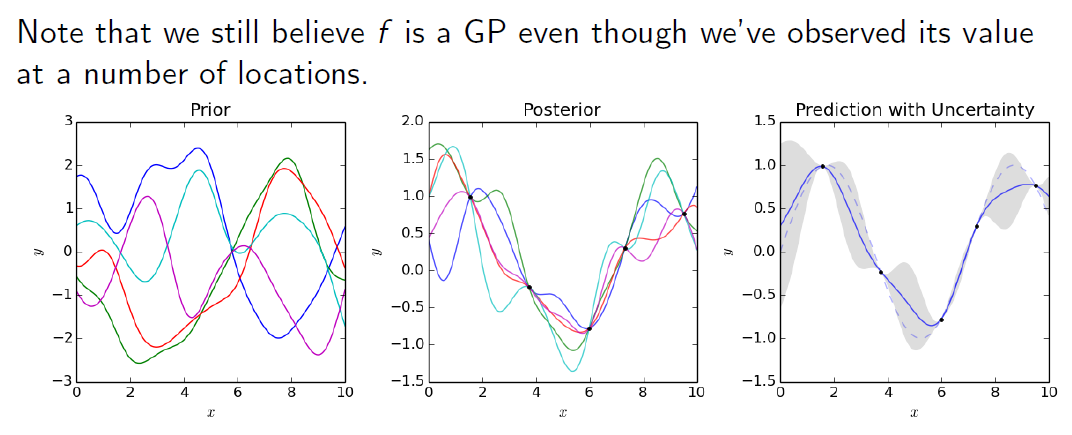 Note that we still believe f is a GP even though we've observed its value
at a number of locations.
Prior
3
2
1
0
−1
−2
−3
y
0 2 4 6 8 10
x
Posterior
2.0
1.5
1.0
0.5
0.0
−0.5
−1.0
−1.5
y
0 2 4 6 8 10
x
Prediction with Uncertainty
1.5
1.0
0.5
0.0
−0.5
−1.0
−1.5
y
0 2 4 6 8 10
x